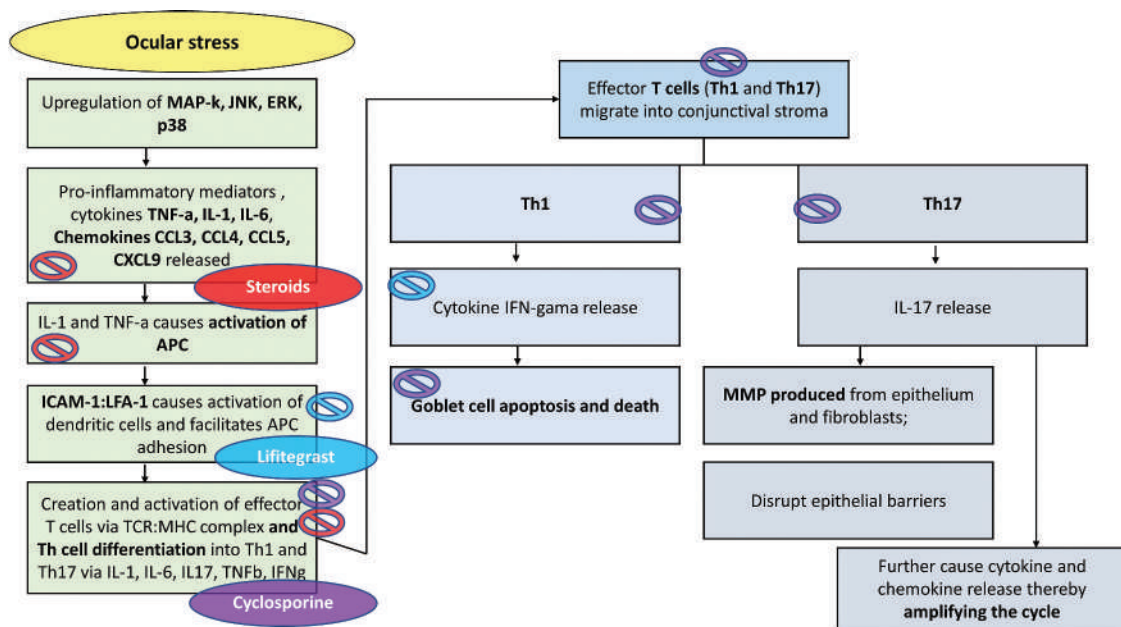 Ocular stress
Upregulation of MAP-k, JNK, ERK,
p38
Pro-inflammatory mediators ,
cytokines TNF-a, IL-1, IL-6,
Chemokines CCL3, CCL4, CCL5,
CXCL9 released
Steroids
IL-1 and TNF-a causes activation of
APC
ICAM-1:LFA-1 causes activation of
dendritic cells and facilitates APC
adhesion
Lifitegrast
Creation and activation of effector
T cells via TCR:MHC complex and
Th cell differentiation into Th1 and
Th17 via IL-1, IL-6, IL17, TNFb, IFNg
Cyclosporine
Effector T cells (Th1 and Th17)
migrate into conjunctival stroma
Th1
Cytokine IFN-gama release
Goblet cell apoptosis and death
Th17
IL-17 release
MMP produced from epithelium
and fibroblasts;
Disrupt epithelial barriers
Further cause cytokine and
chemokine release thereby
amplifying the cycle